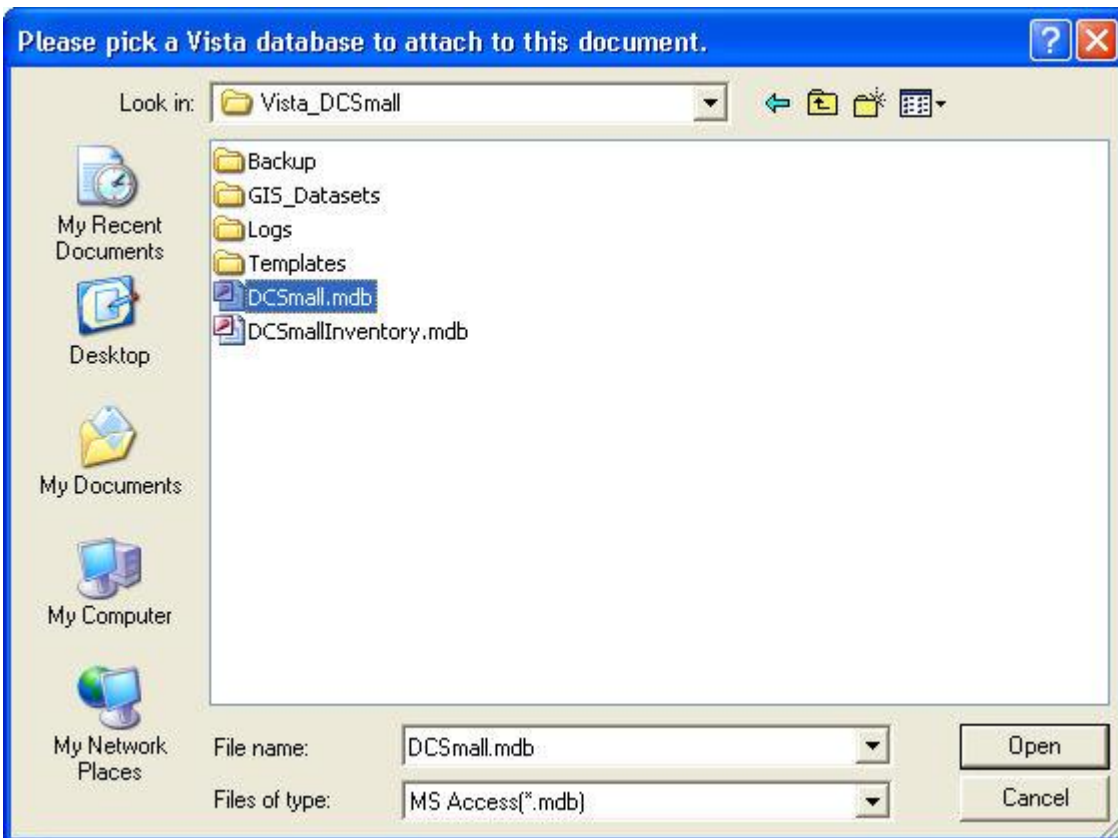 Please pick a Vista database to attach to this document.
?
Look in:
Vista_DCSmall
Backup
GIS_Datasets
Logs
Templates
DCSmall.mdb
DCSmallInventory.mdb
My Recent
Documents
Desktop
My Documents
My Computer
My Network
Places
File name:
DCSmall.mdb
Open
Files of type:
MS Access(*.mdb)
Cancel